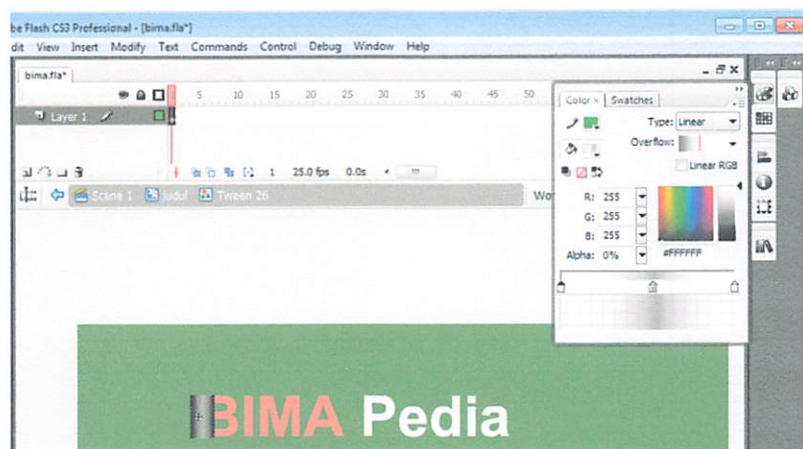 be Flash CS3 Professional - [bima.fla*]
dit View Insert Modify Text Commands Control Debug Window Help
bima.fla*
5 10 15 20 25 30 35 40 45 50
Layer 1
1 25.0 fps 0.0s
Scene 1 judul Tween 26 Wor
Color × Swatches
Type: Linear
Overflow:
Linear RGB
R: 255
G: 255
B: 255
Alpha: 0% #FFFFFF
BIMA Pedia